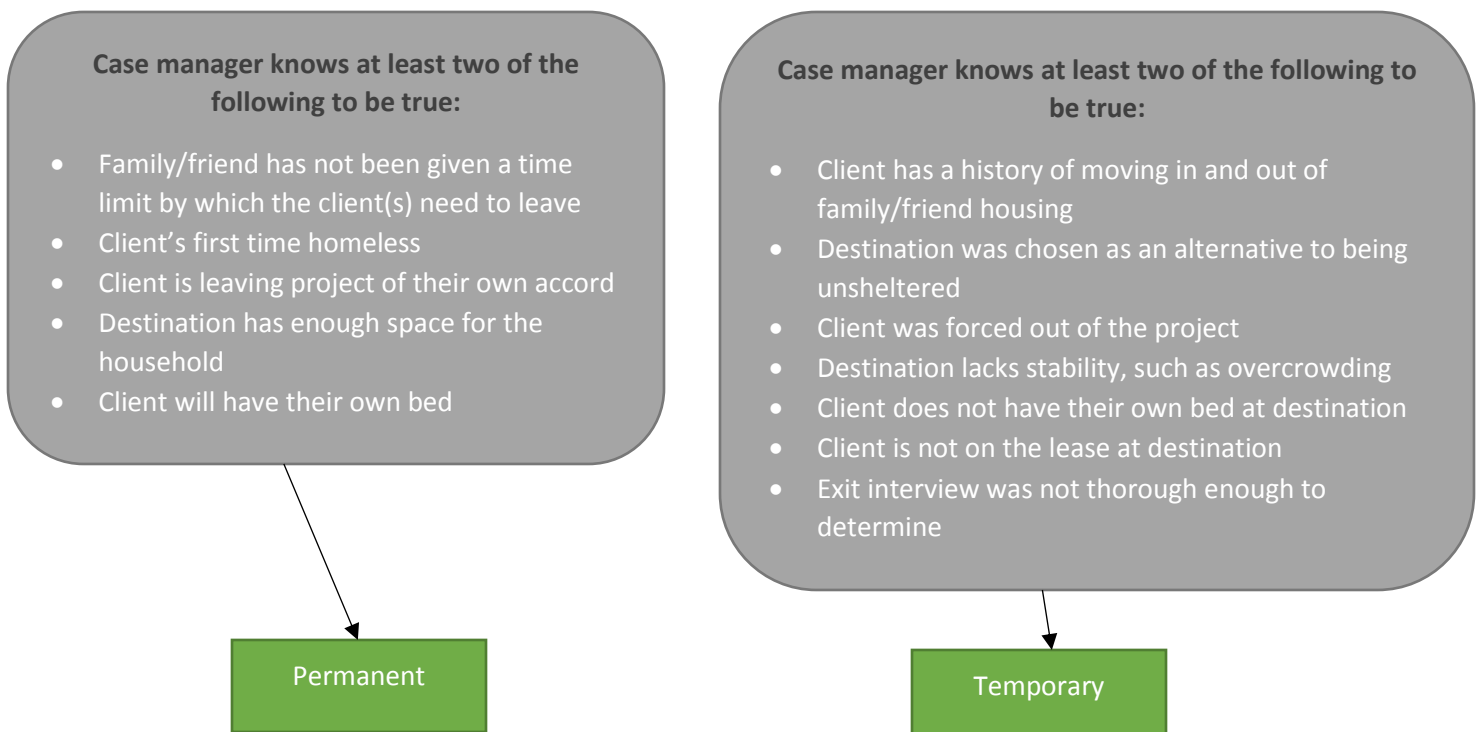 Case manager knows at least two of the
following to be true:
• Family/friend has not been given a time
limit by which the client(s) need to leave
• Client’s first time homeless
• Client is leaving project of their own accord
• Destination has enough space for the
household
• Client will have their own bed
Permanent
Case manager knows at least two of the following to
be true:
• Client has a history of moving in and out of
family/friend housing
• Destination was chosen as an alternative to being
unsheltered
• Client was forced out of the project
• Destination lacks stability, such as overcrowding
• Client does not have their own bed at destination
• Client is not on the lease at destination
• Exit interview was not thorough enough to
determine
Temporary